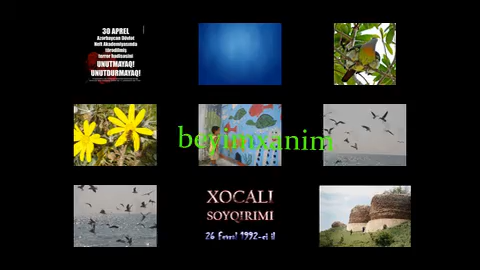 30 APREL
Azərbaycan Dövlət
Neft Akademiyasında
törədilmiş
terror hadisəsini
UNUTMAYAQ!
UNUTDURMAYAQ!
beyimxanim
XOCALI
SOYQIRIMI
26 Fevral 1992-ci il